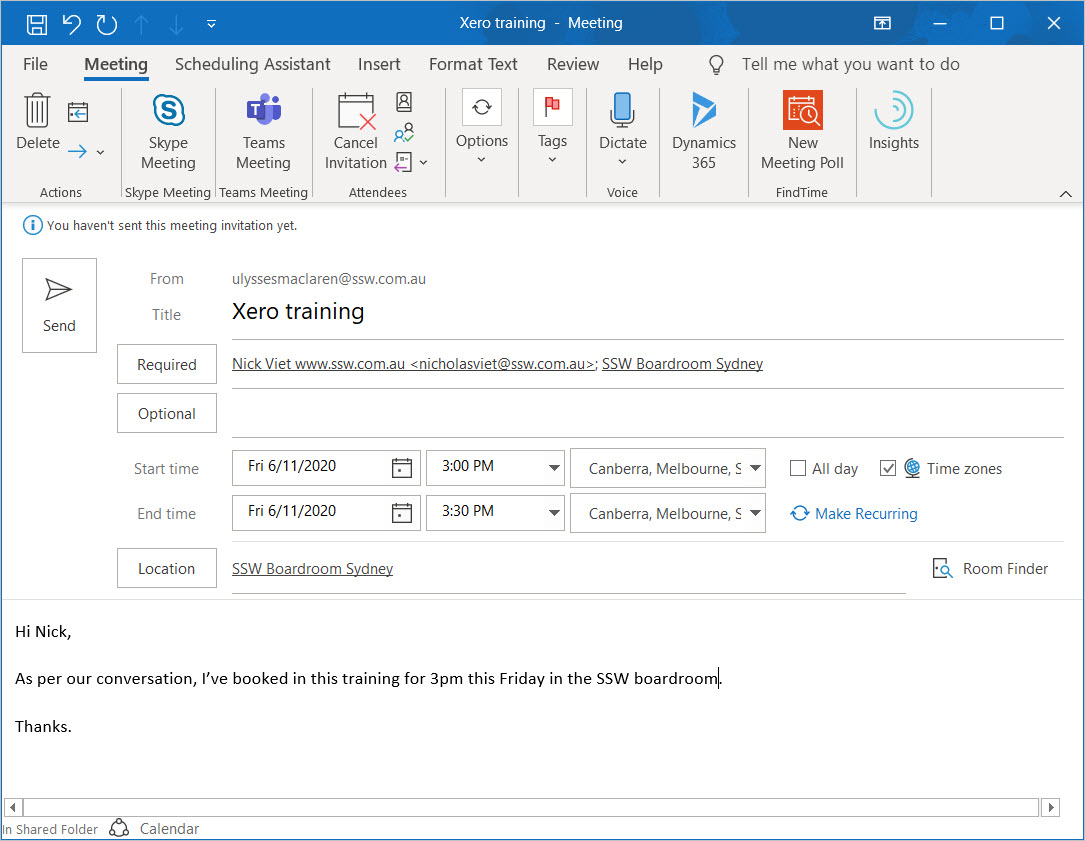 Xero training - Meeting
File Meeting Scheduling Assistant Insert Format Text Review Help Tell me what you want to do
Delete
Skype Meeting
Teams Meeting
Cancel Invitation
Options
Tags
Dictate
Dynamics 365
New Meeting Poll
Insights
Actions Skype Meeting Teams Meeting Attendees Voice FindTime
You haven't sent this meeting invitation yet.
Send
From ulyssesmaclaren@ssw.com.au
Title Xero training
Required Nick Viet www.ssw.com.au <nicholasviet@ssw.com.au>; SSW Boardroom Sydney
Optional
Start time Fri 6/11/2020 3:00 PM Canberra, Melbourne, S All day Time zones
End time Fri 6/11/2020 3:30 PM Canberra, Melbourne, S Make Recurring
Location SSW Boardroom Sydney Room Finder
Hi Nick,
As per our conversation, I’ve booked in this training for 3pm this Friday in the SSW boardroom.
Thanks.
In Shared Folder Calendar